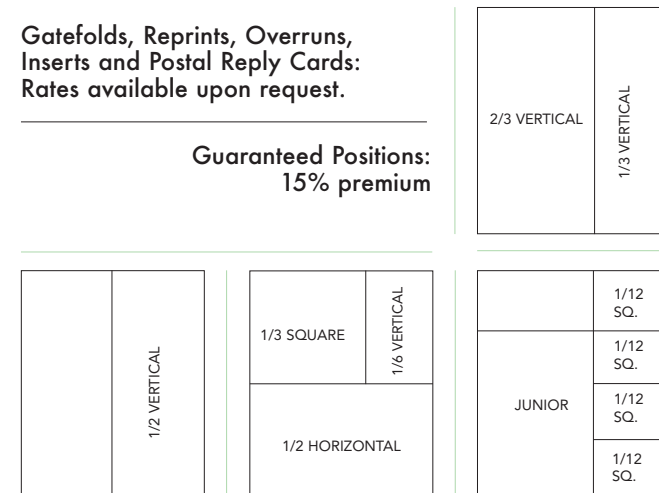 Gatefolds, Reprints, Overruns,
Inserts and Postal Reply Cards:
Rates available upon request.
Guaranteed Positions:
15% premium
2/3 VERTICAL
1/3 VERTICAL
1/2 VERTICAL
1/3 SQUARE
1/6 VERTICAL
1/2 HORIZONTAL
JUNIOR
1/12
SQ.
1/12
SQ.
1/12
SQ.
1/12
SQ.